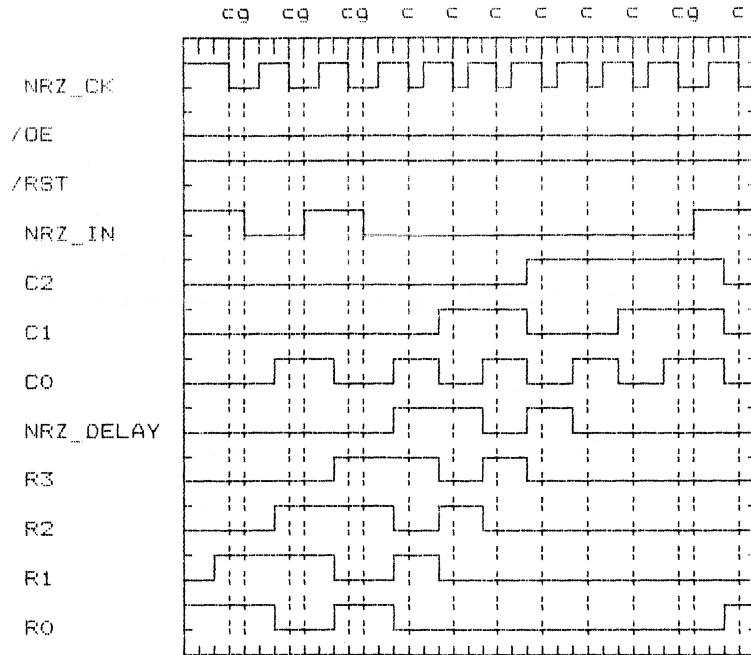 cg cg cg c c c c c c cg c
NRZ_CK
/OE
/RST
NRZ_IN
C2
C1
C0
NRZ_DELAY
R3
R2
R1
R0